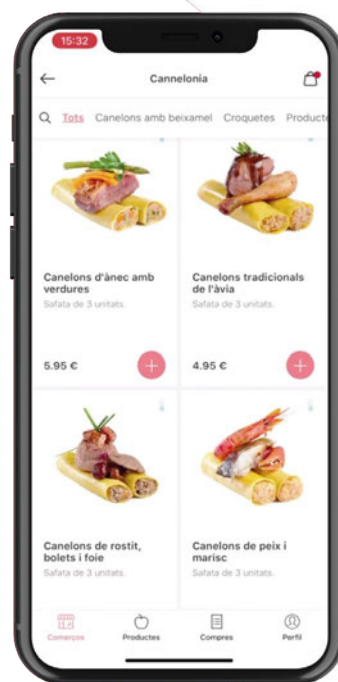 15:32
Cannelonia
Tots Canelons amb beixamel Croquetes Producte
Canelons d'ànec amb
verdures
Safata de 3 unitats.
5.95 €
Canelons tradicionals
de l'àvia
Safata de 3 unitats.
4.95 €
Canelons de rostit,
bolets i foie
Safata de 3 unitats.
Canelons de peix i
marisc
Safata de 3 unitats.
Comerços Productes Compres Perfil